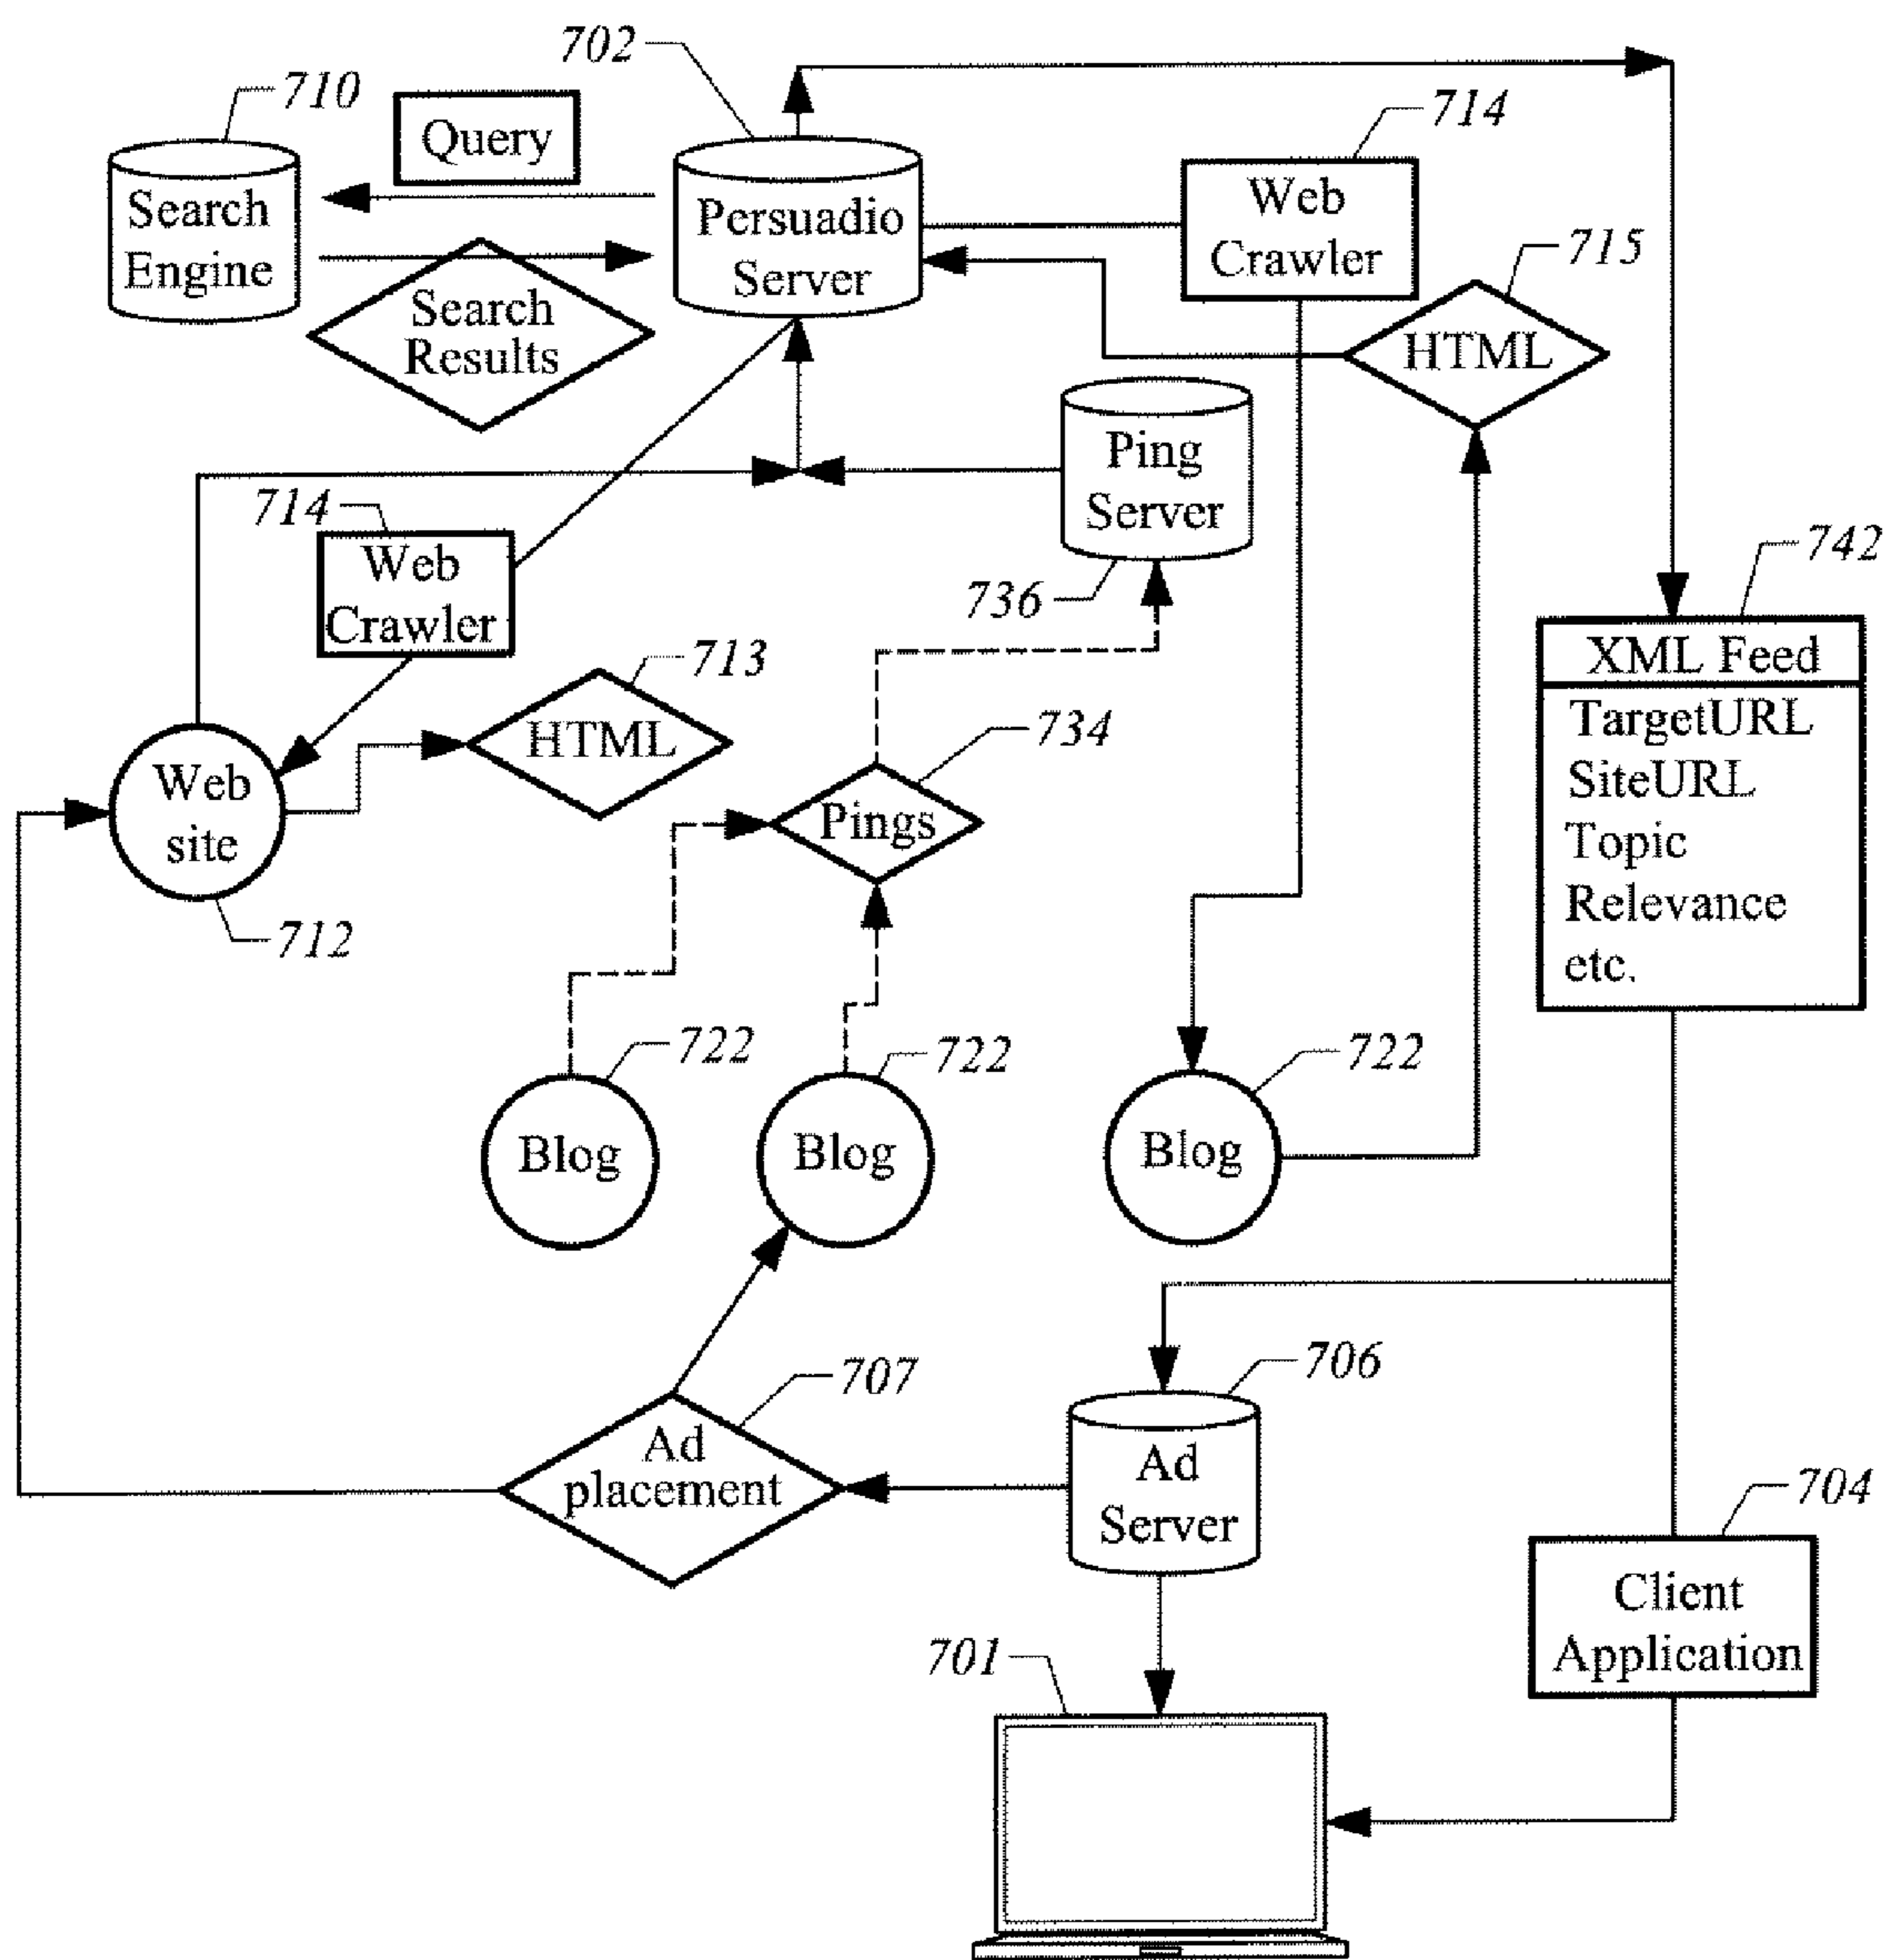 702
710
Query
714
Search
Engine
Persuadio
Server
Web
Crawler
715
Search
Results
HTML
Ping
Server
714
Web
Crawler
736
742
XML Feed
TargetURL
SiteURL
Topic
Relevance
etc.
713
HTML
734
Pings
Web
site
712
722
722
722
Blog
Blog
Blog
706
707
Ad
placement
Ad
Server
704
Client
Application
701